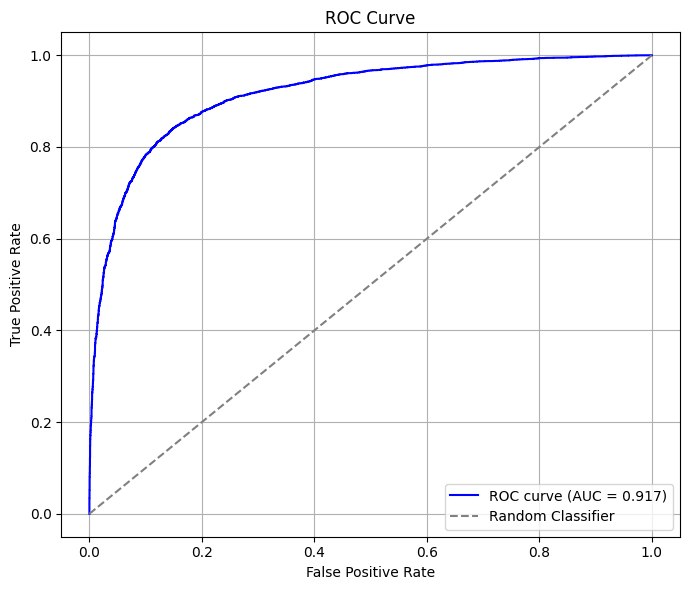 ROC Curve
1.0
0.8
0.6
0.4
0.2
0.0
True Positive Rate
0.0 0.2 0.4 0.6 0.8 1.0
False Positive Rate
ROC curve (AUC = 0.917)
Random Classifier